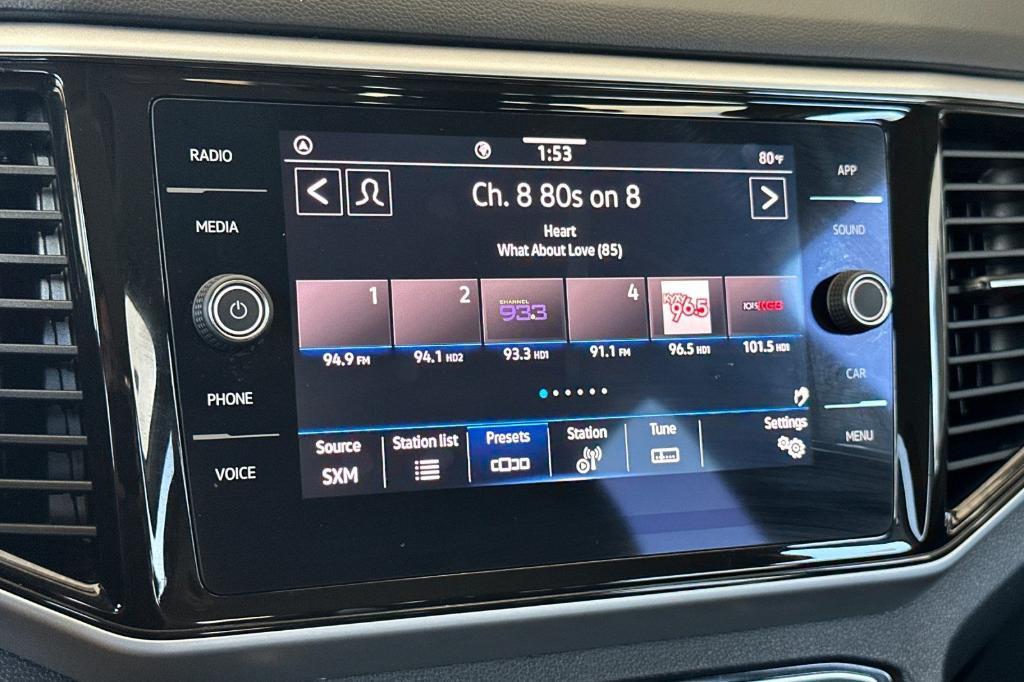 RADIO
MEDIA
PHONE
VOICE
1:53
80°F
Ch. 8 80s on 8
Heart
What About Love (85)
1
2
CHANNEL
93.3
4
KYXY
96.5
101.5 KGB
94.9 FM
94.1 HD2
93.3 HD1
91.1 FM
96.5 HD1
101.5 HD1
Source
SXM
Station list
Presets
Station
Tune
Settings
APP
SOUND
CAR
MENU